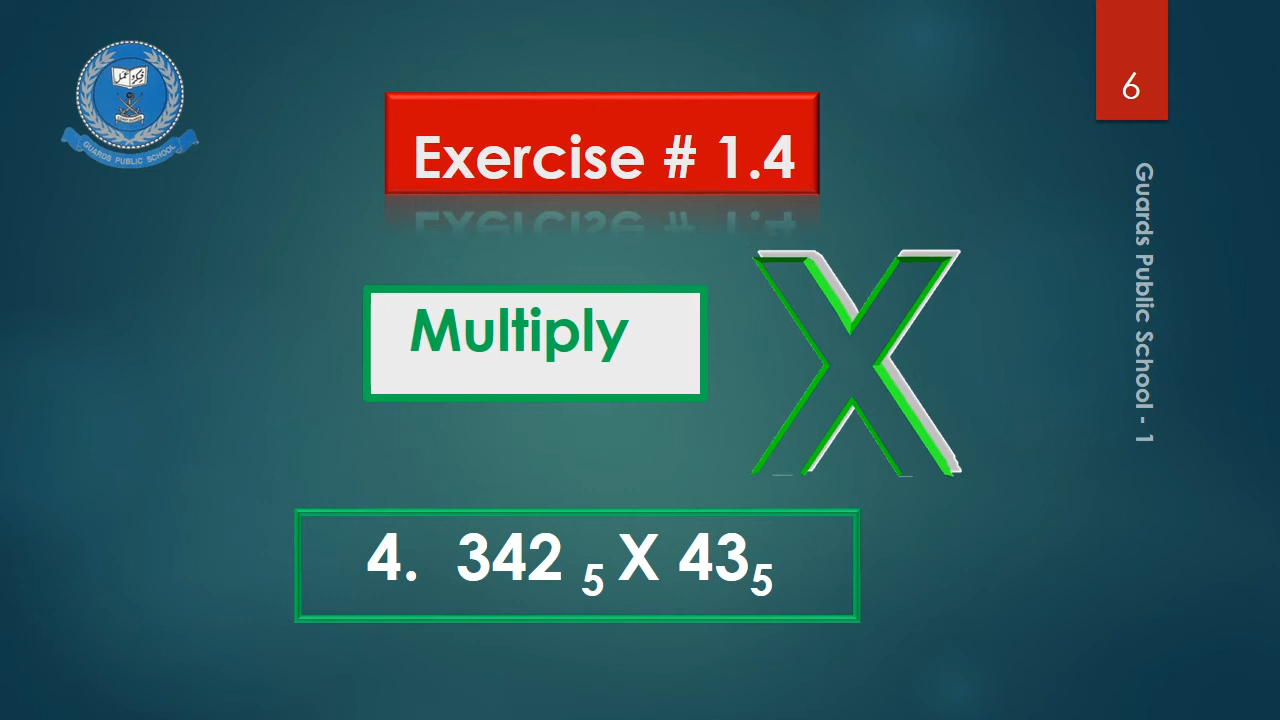 6
Exercise # 1.4
GUARDS PUBLIC SCHOOL
Guards Public School - 1
Multiply
X
4. 342 ₅ X 43₅